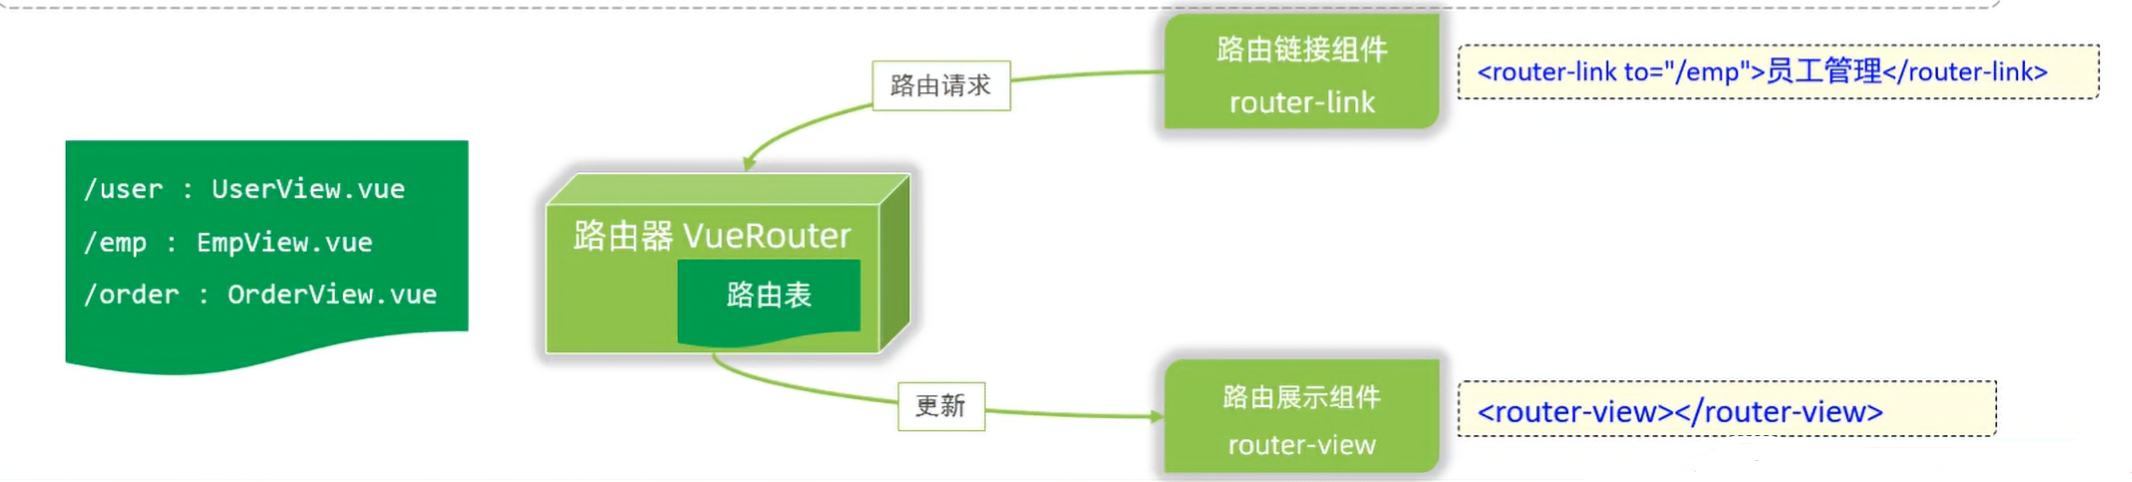 路由链接组件
router-link
<router-link to="/emp">员工管理</router-link>
路由请求
/user : UserView.vue
/emp : EmpView.vue
/order : OrderView.vue
路由器 VueRouter
路由表
更新
路由展示组件
router-view
<router-view></router-view>